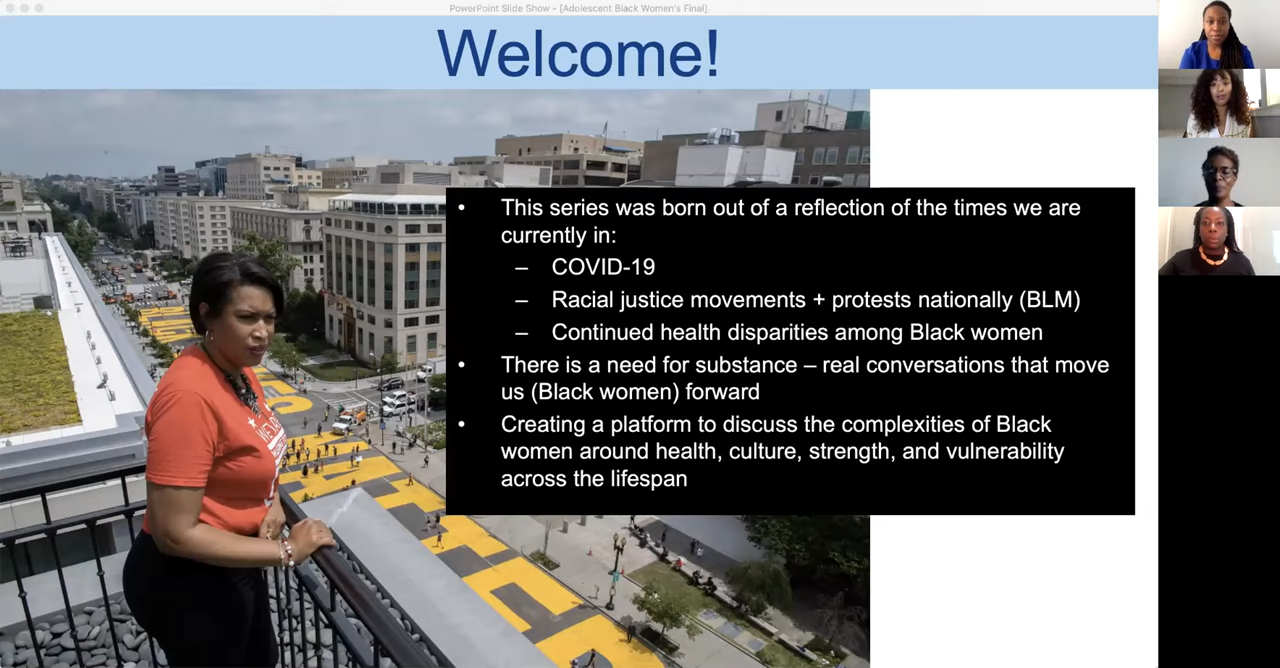 PowerPoint Slide Show - [Adolescent Black Women's Final]
Welcome!
• This series was born out of a reflection of the times we are
currently in:
– COVID-19
– Racial justice movements + protests nationally (BLM)
– Continued health disparities among Black women
• There is a need for substance – real conversations that move
us (Black women) forward
• Creating a platform to discuss the complexities of Black
women around health, culture, strength, and vulnerability
across the lifespan